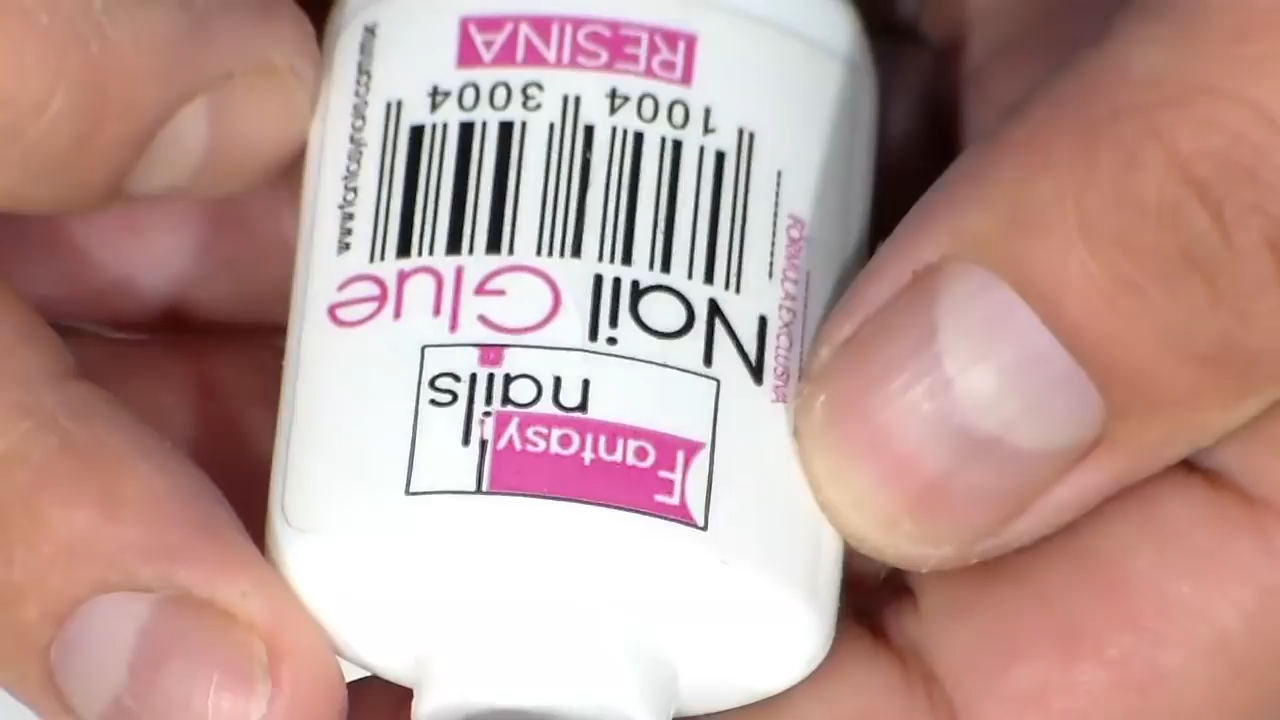 Fantasy
nails
Nail Glue
1004 3004
RESINA
FORMULA EXCLUSIVA